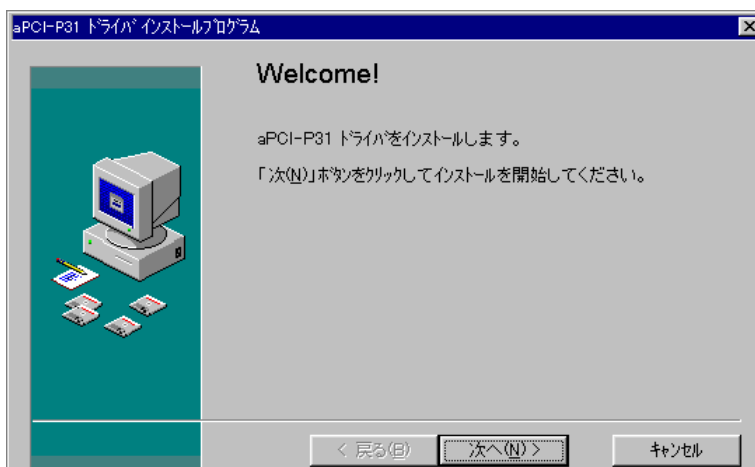 aPCI-P31 ﾄﾞﾗｲﾊﾞ ｲﾝｽﾄｰﾙﾌﾟﾛｸﾞﾗﾑ
Welcome!
aPCI-P31 ﾄﾞﾗｲﾊﾞをｲﾝｽﾄｰﾙします。
「次(N)」ﾎﾞﾀﾝをｸﾘｯｸしてｲﾝｽﾄｰﾙを開始してください。
< 戻る(B) 次へ(N) > ｷｬﾝｾﾙ